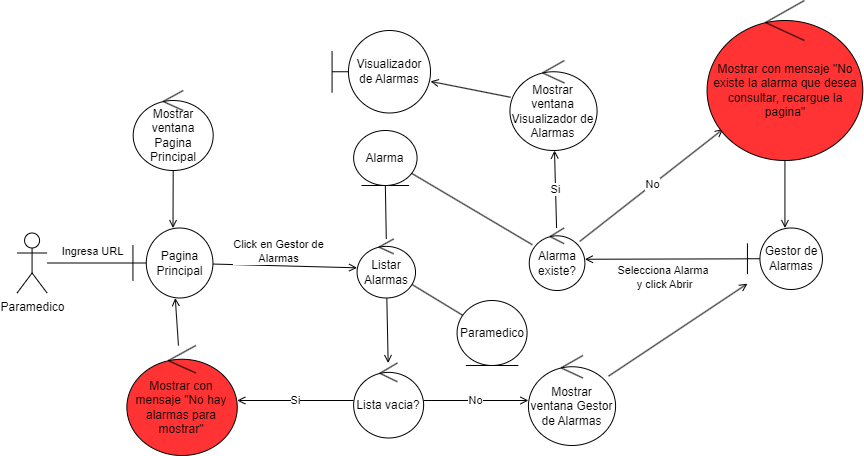 Visualizador
de Alarmas
Mostrar con mensaje "No
existe la alarma que desea
consultar, recargue la
pagina"
Mostrar
ventana
Visualizador de
Alarmas
Mostrar
ventana
Pagina
Principal
Alarma
Si
No
Ingresa URL
Paramedico
Pagina
Principal
Click en Gestor de
Alarmas
Listar
Alarmas
Alarma
existe?
Selecciona Alarma
y click Abrir
Gestor de
Alarmas
Paramedico
Mostrar con
mensaje "No hay
alarmas para
mostrar"
Si
Lista vacia?
No
Mostrar
ventana Gestor
de Alarmas